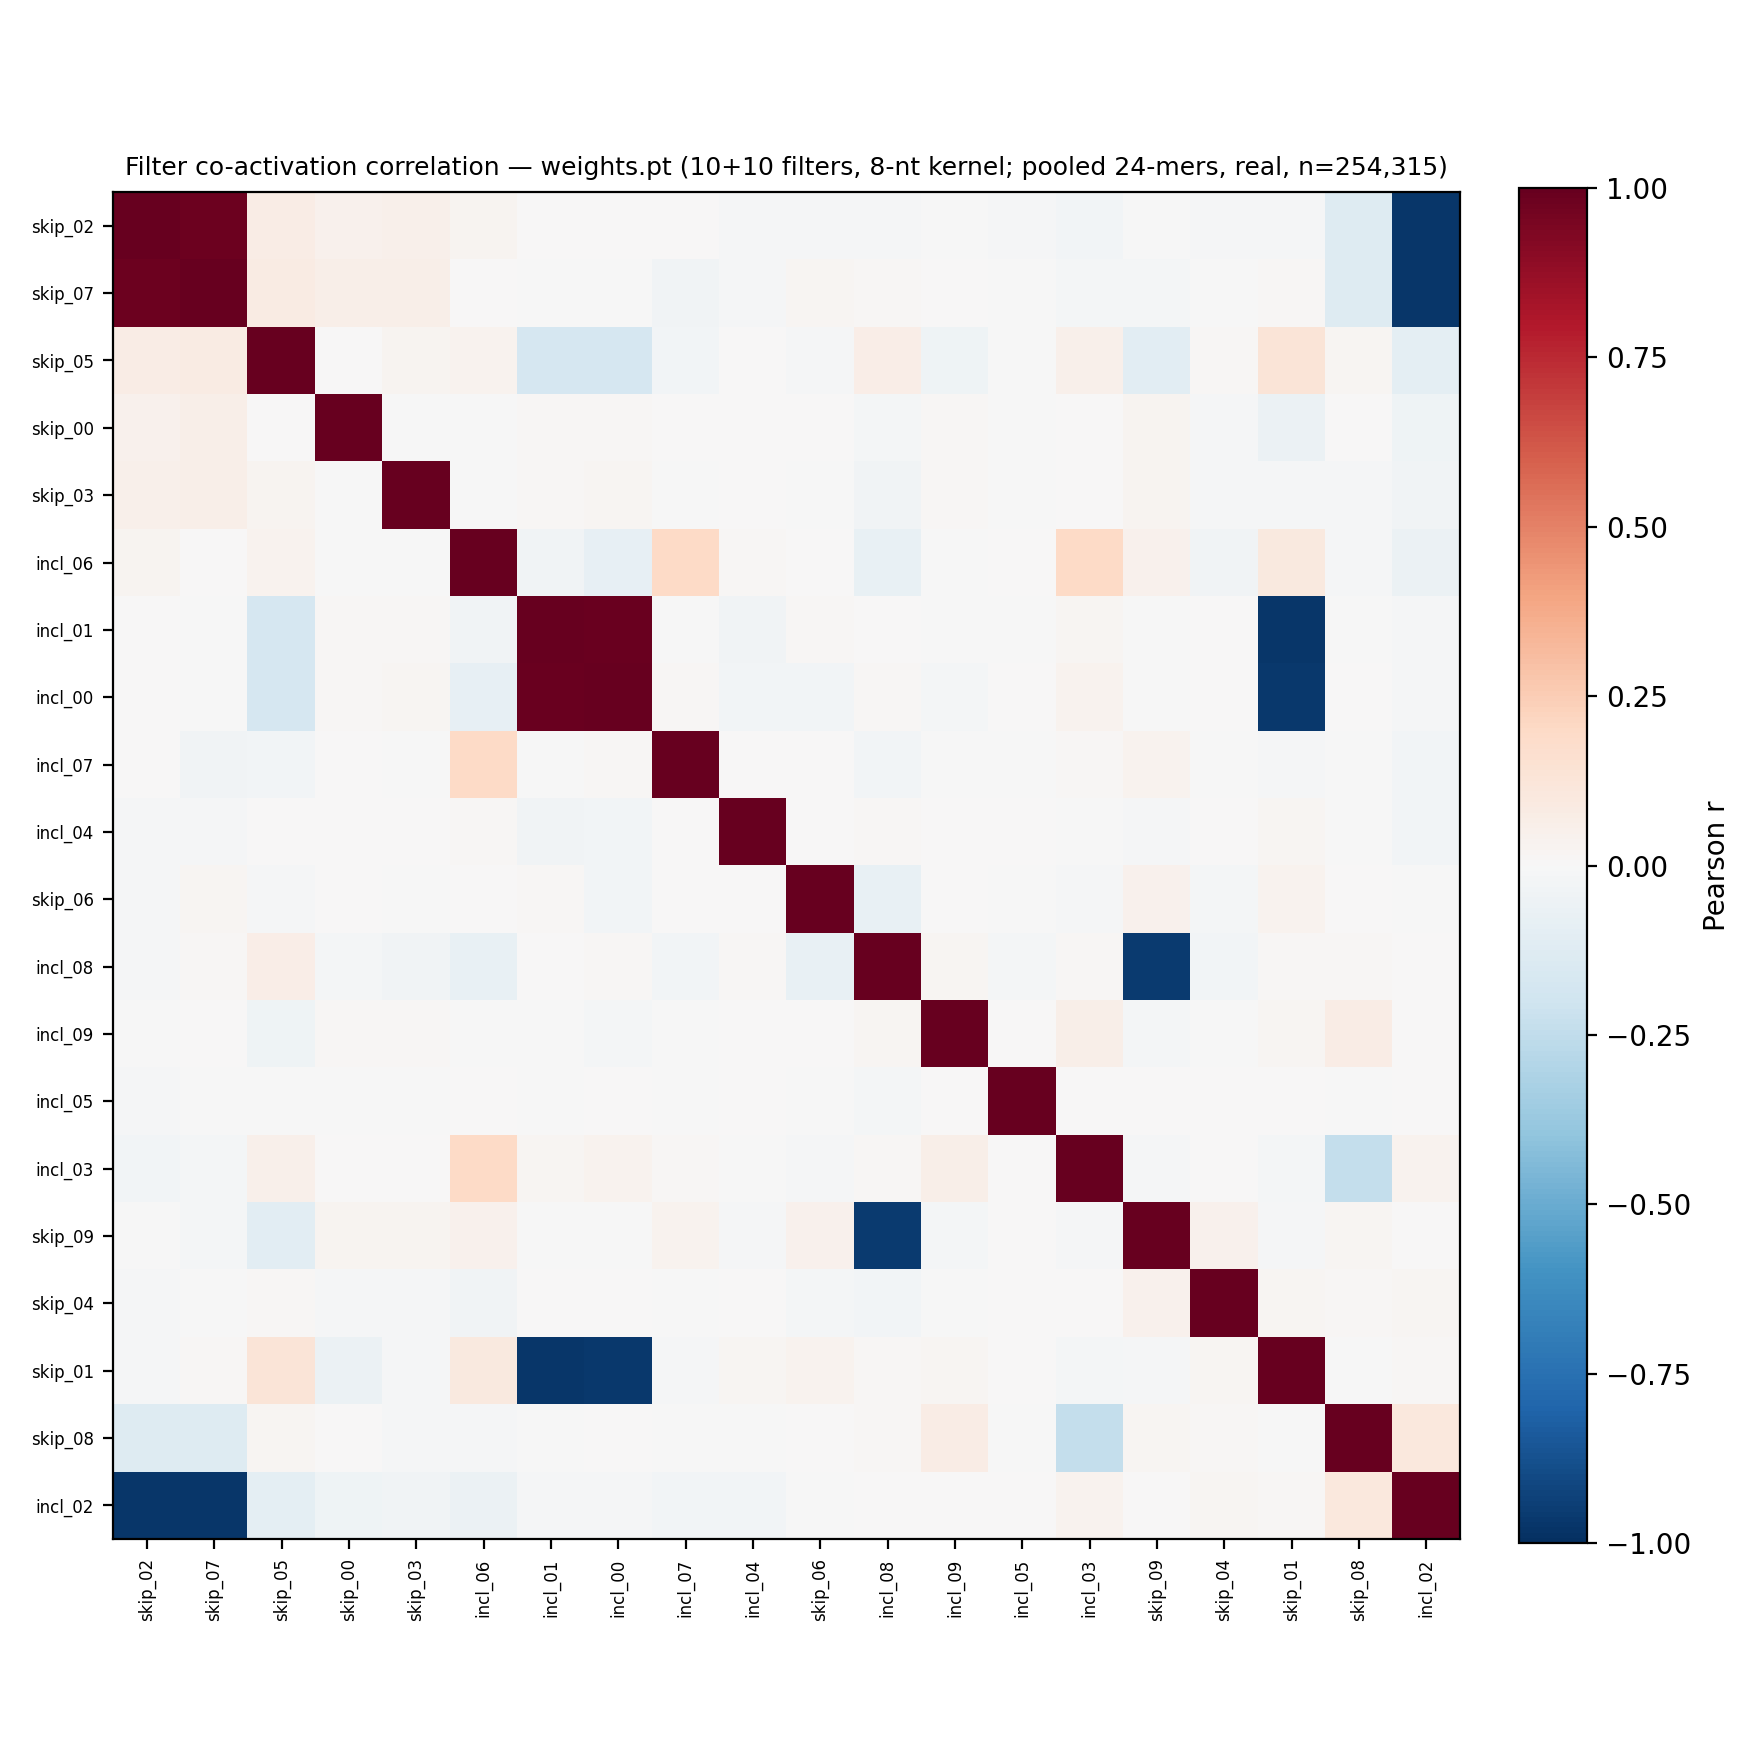 Filter co-activation correlation — weights.pt (10+10 filters, 8-nt kernel; pooled 24-mers, real, n=254,315)
skip_02
skip_07
skip_05
skip_00
skip_03
incl_06
incl_01
incl_00
incl_07
incl_04
skip_06
incl_08
incl_09
incl_05
incl_03
skip_09
skip_04
skip_01
skip_08
incl_02
skip_02
skip_07
skip_05
skip_00
skip_03
incl_06
incl_01
incl_00
incl_07
incl_04
skip_06
incl_08
incl_09
incl_05
incl_03
skip_09
skip_04
skip_01
skip_08
incl_02
1.00
0.75
0.50
0.25
0.00
−0.25
−0.50
−0.75
−1.00
Pearson r